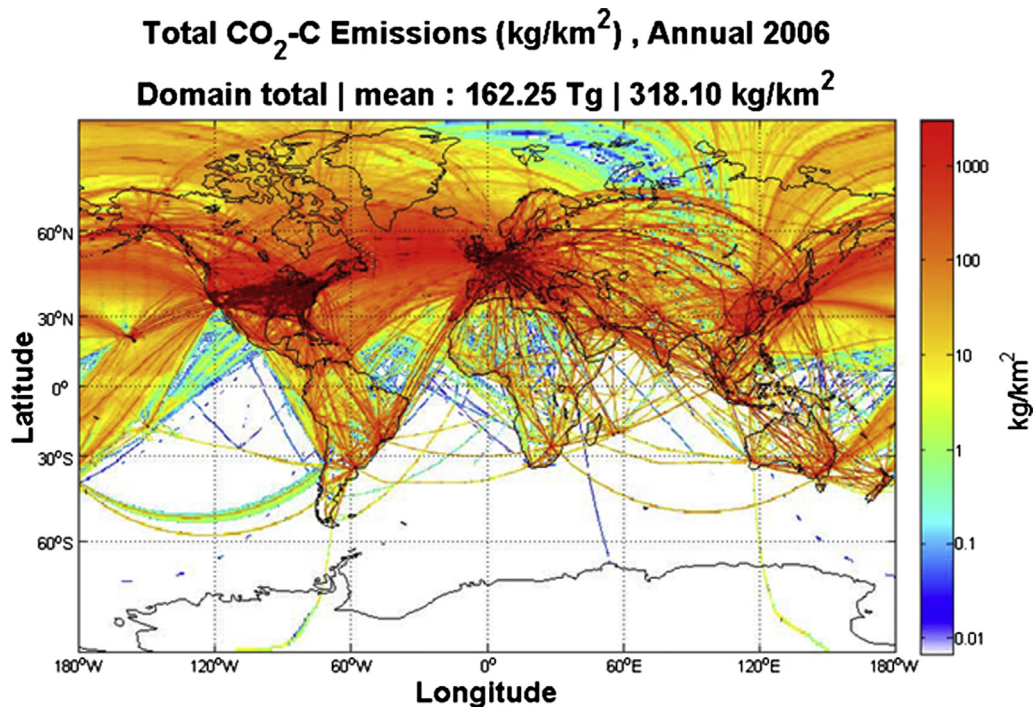 Total CO₂-C Emissions (kg/km²) , Annual 2006
Domain total | mean : 162.25 Tg | 318.10 kg/km²
Latitude
60°N
30°N
0°
30°S
60°S
180°W
120°W
60°W
0°
60°E
120°E
180°W
Longitude
1000
100
10
1
0.1
0.01
kg/km²